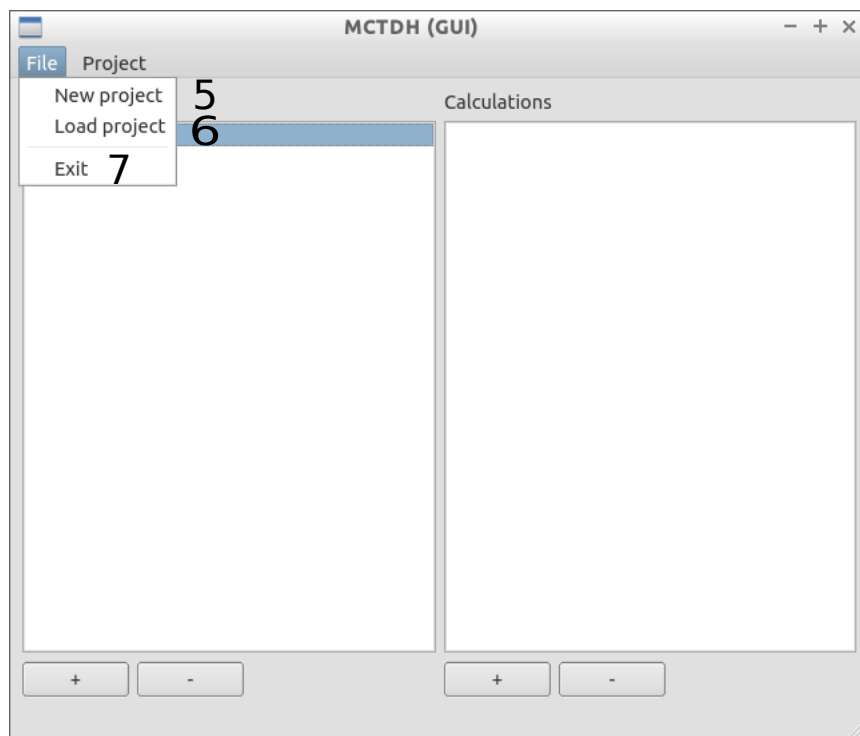 MCTDH (GUI)
File Project
New project 5
Calculations
Load project 6
Exit 7
+ - + -